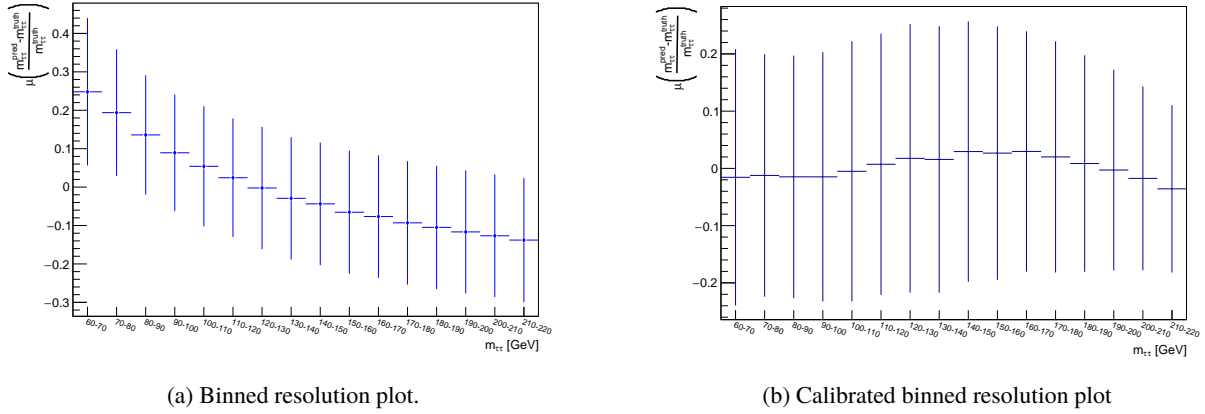 μ(m_ττ^pred-m_ττ^truth / m_ττ^truth)
0.4
0.3
0.2
0.1
0
−0.1
−0.2
−0.3
60-70 70-80 80-90 90-100 100-110 110-120 120-130 130-140 140-150 150-160 160-170 170-180 180-190 190-200 200-210 210-220
m_ττ [GeV]
(a) Binned resolution plot.
μ(m_ττ^pred-m_ττ^truth / m_ττ^truth)
0.2
0.1
0
−0.1
−0.2
60-70 70-80 80-90 90-100 100-110 110-120 120-130 130-140 140-150 150-160 160-170 170-180 180-190 190-200 200-210 210-220
m_ττ [GeV]
(b) Calibrated binned resolution plot